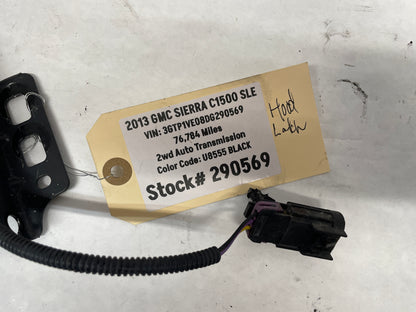 2013 GMC SIERRA C1500 SLE
VIN: 3GTP1VE08DG290569
76,784 Miles
2wd Auto Transmission
Color Code: U8555 BLACK
Stock# 290569
Hood
Latch